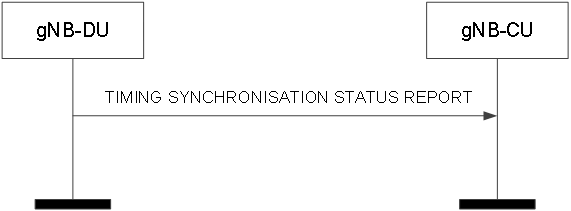 gNB-DU
gNB-CU
TIMING SYNCHRONISATION STATUS REPORT